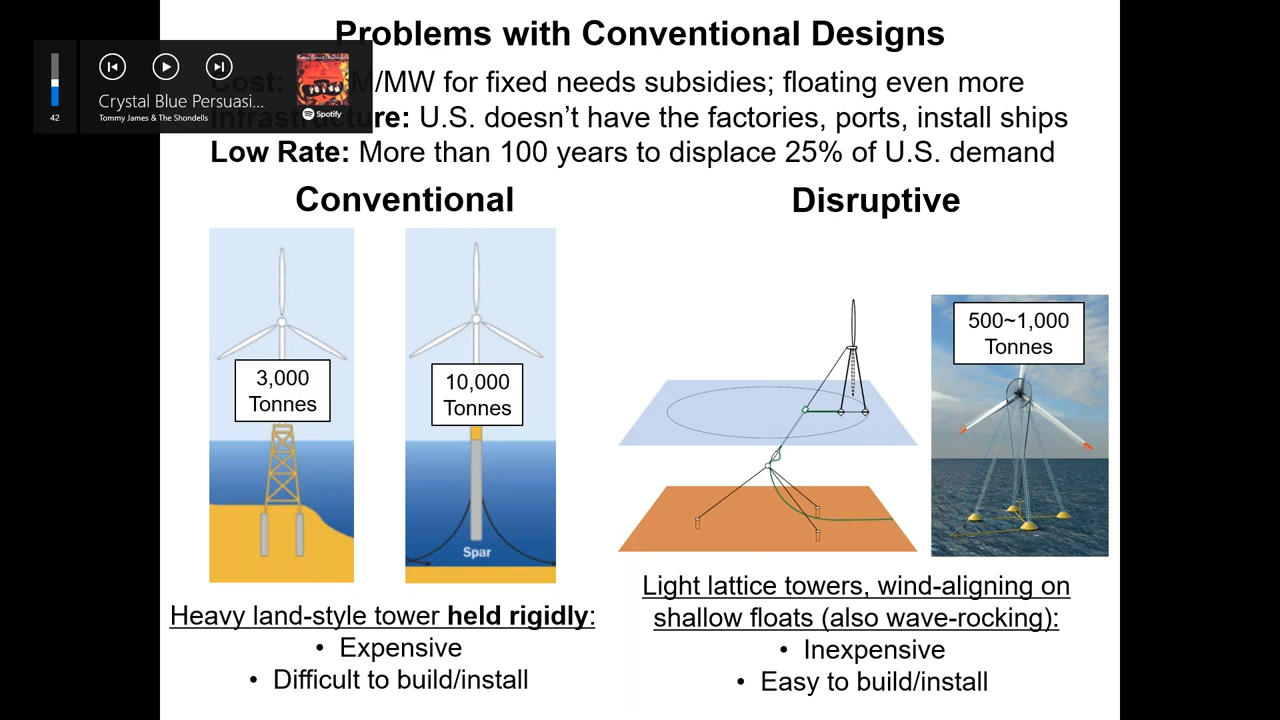 Problems with Conventional Designs
Cost: M/MW for fixed needs subsidies; floating even more
Infrastructure: U.S. doesn’t have the factories, ports, install ships
Low Rate: More than 100 years to displace 25% of U.S. demand
Crystal Blue Persuasi...
Tommy James & The Shondells
Spotify
42
Conventional
Disruptive
3,000
Tonnes
10,000
Tonnes
Spar
500~1,000
Tonnes
Heavy land-style tower held rigidly:
• Expensive
• Difficult to build/install
Light lattice towers, wind-aligning on
shallow floats (also wave-rocking):
• Inexpensive
• Easy to build/install